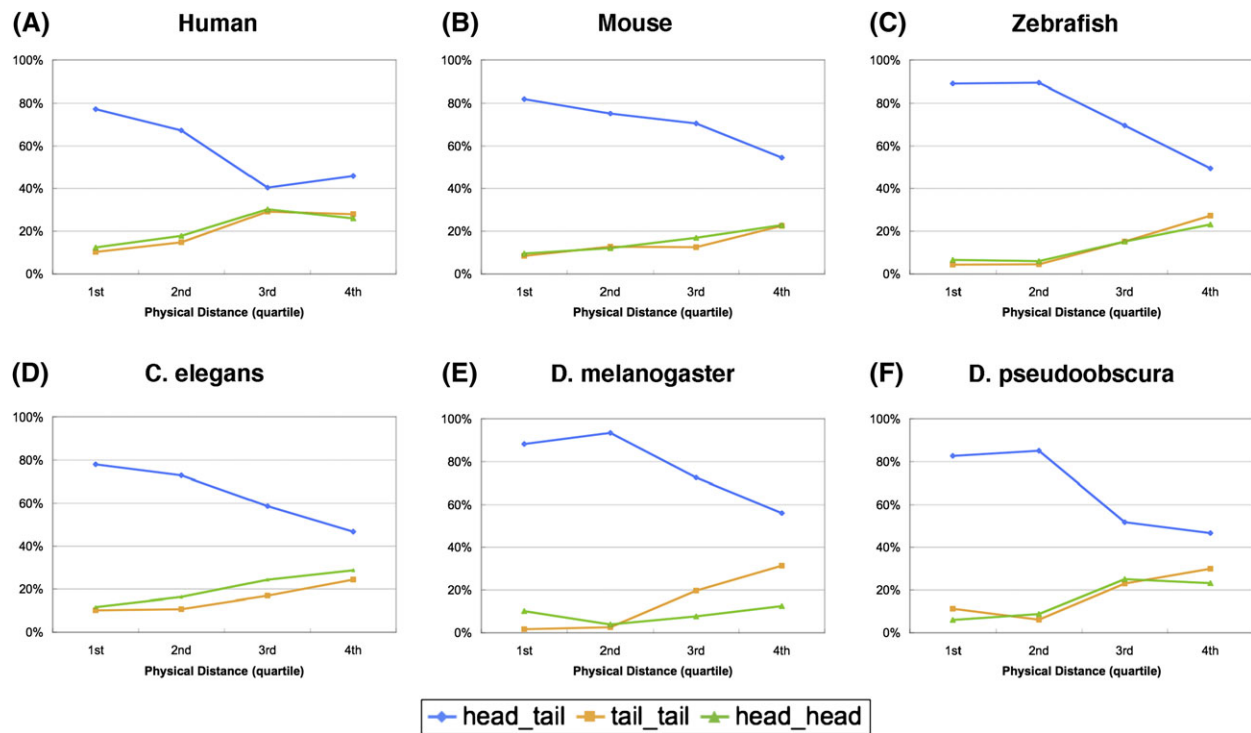 (A) Human
100%
80%
60%
40%
20%
0%
1st 2nd 3rd 4th
Physical Distance (quartile)
(B) Mouse
100%
80%
60%
40%
20%
0%
1st 2nd 3rd 4th
Physical Distance (quartile)
(C) Zebrafish
100%
80%
60%
40%
20%
0%
1st 2nd 3rd 4th
Physical Distance (quartile)
(D) C. elegans
100%
80%
60%
40%
20%
0%
1st 2nd 3rd 4th
Physical Distance (quartile)
(E) D. melanogaster
100%
80%
60%
40%
20%
0%
1st 2nd 3rd 4th
Physical Distance (quartile)
(F) D. pseudoobscura
100%
80%
60%
40%
20%
0%
1st 2nd 3rd 4th
Physical Distance (quartile)
head_tail tail_tail head_head